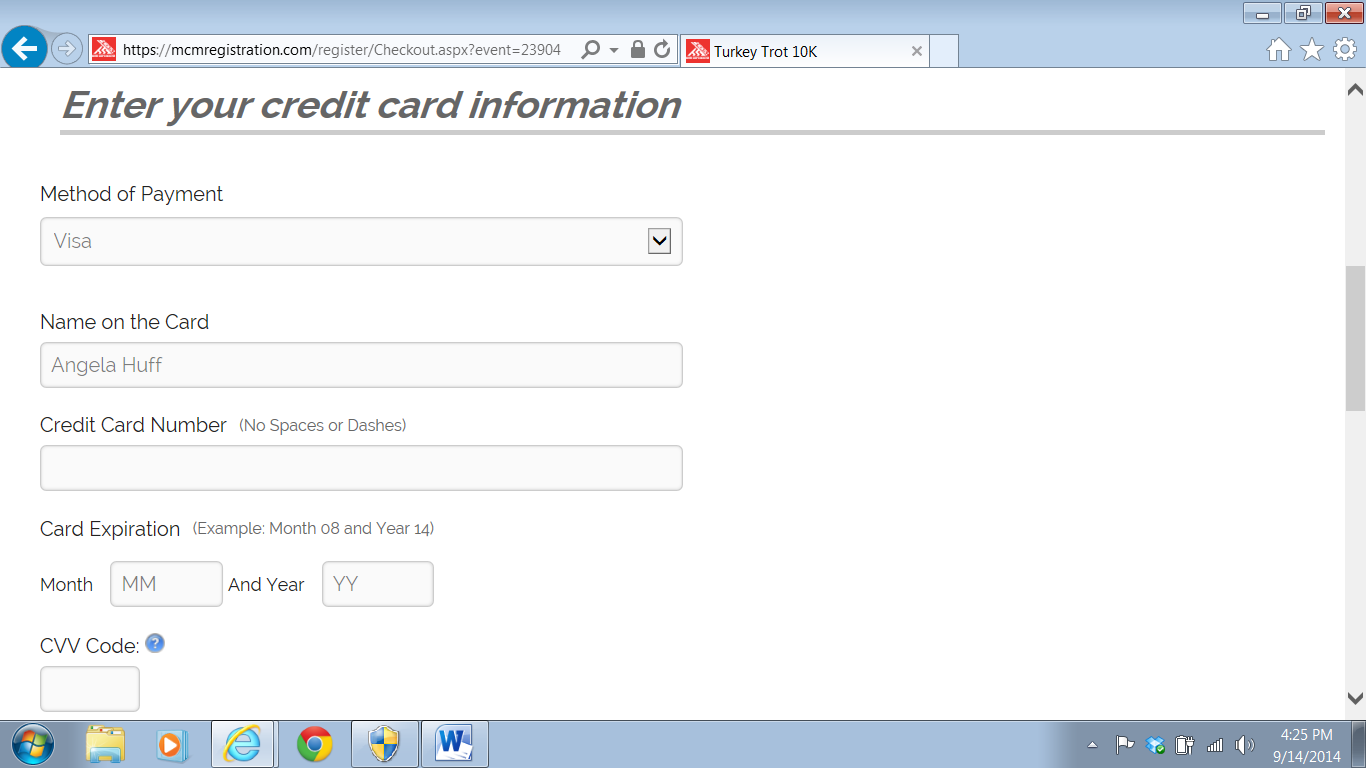 https://mcmregistration.com/register/Checkout.aspx?event=23904
Turkey Trot 10K
Enter your credit card information
Method of Payment
Visa
Name on the Card
Angela Huff
Credit Card Number (No Spaces or Dashes)
Card Expiration (Example: Month 08 and Year 14)
Month MM And Year YY
CVV Code: ?
4:25 PM
9/14/2014